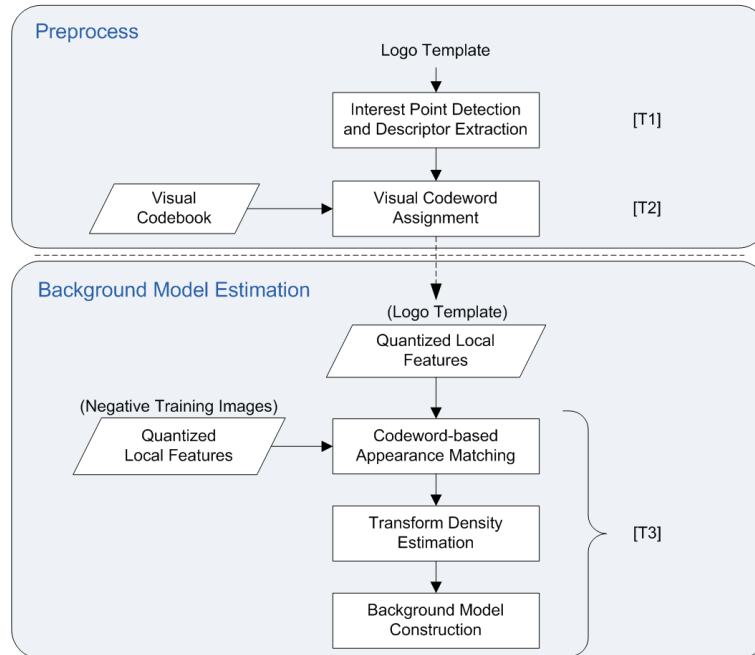 Preprocess
Logo Template
Interest Point Detection
and Descriptor Extraction
[T1]
Visual
Codebook
Visual Codeword
Assignment
[T2]
Background Model Estimation
(Logo Template)
Quantized Local
Features
(Negative Training Images)
Quantized
Local Features
Codeword-based
Appearance Matching
Transform Density
Estimation
[T3]
Background Model
Construction